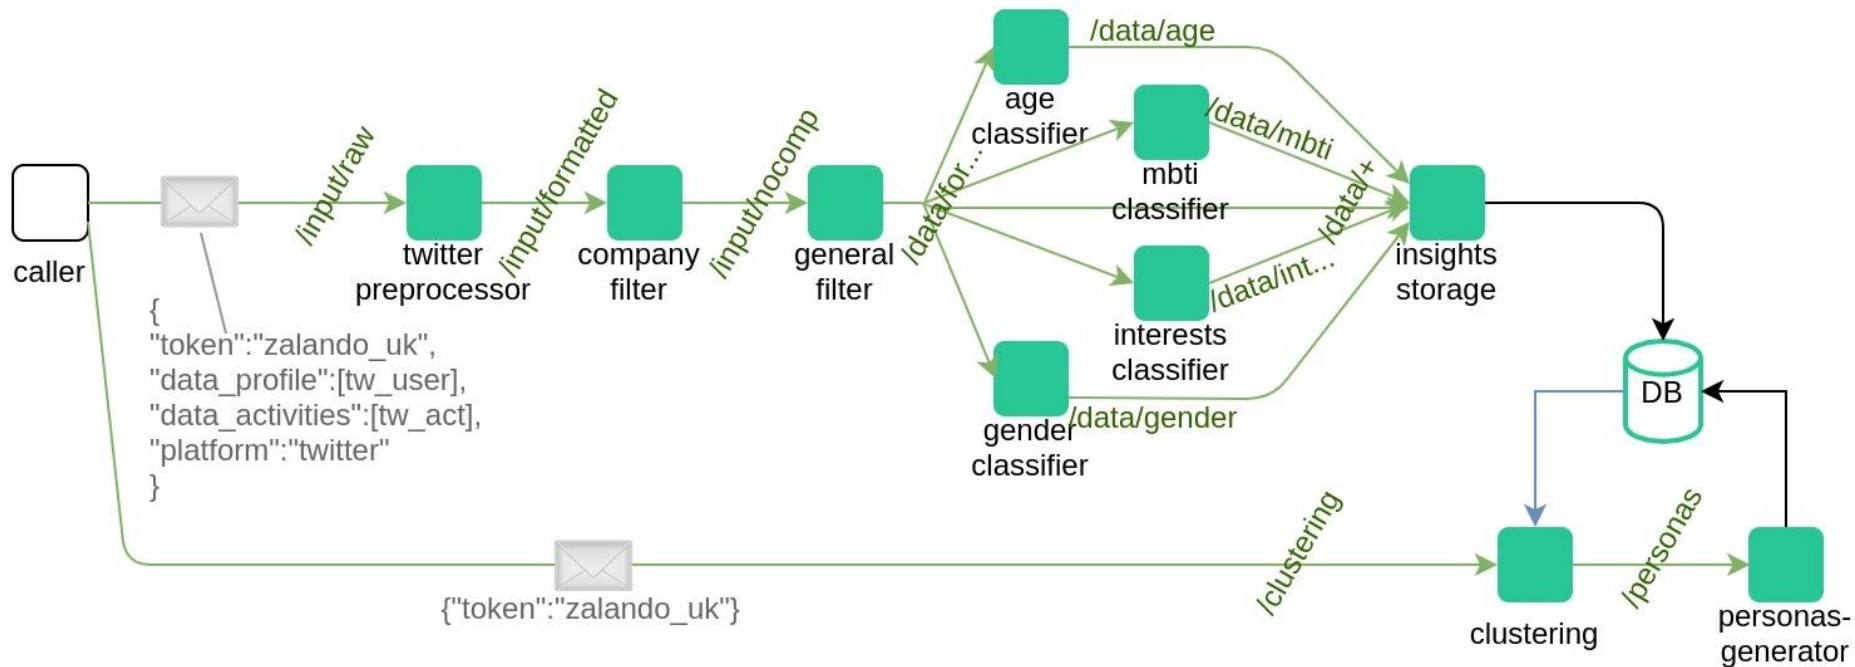 /data/age
age
classifier
/data/mbti
mbti
classifier
/input/raw
/input/formatted
/input/nocomp
/data/for...
/data/+
caller
twitter
preprocessor
company
filter
general
filter
insights
storage
/data/int...
interests
classifier
{
"token":"zalando_uk",
"data_profile":[tw_user],
"data_activities":[tw_act],
"platform":"twitter"
}
/data/gender
gender
classifier
DB
/clustering
/personas
{"token":"zalando_uk"}
clustering
personas-
generator